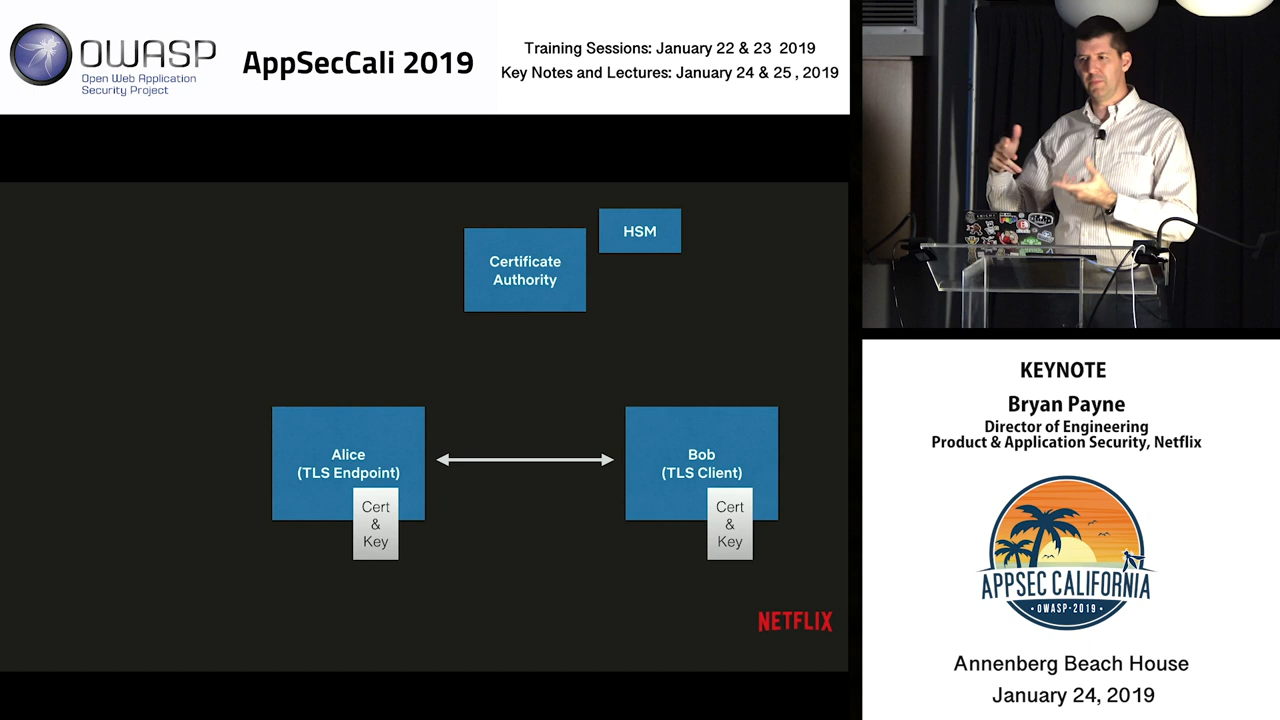 OWASP
Open Web Application
Security Project
AppSecCali 2019
Training Sessions: January 22 & 23 2019
Key Notes and Lectures: January 24 & 25 , 2019
HSM
Certificate
Authority
Alice
(TLS Endpoint)
Cert
&
Key
Bob
(TLS Client)
Cert
&
Key
NETFLIX
KEYNOTE
Bryan Payne
Director of Engineering
Product & Application Security, Netflix
APPSEC CALIFORNIA
OWASP-2019
Annenberg Beach House
January 24, 2019